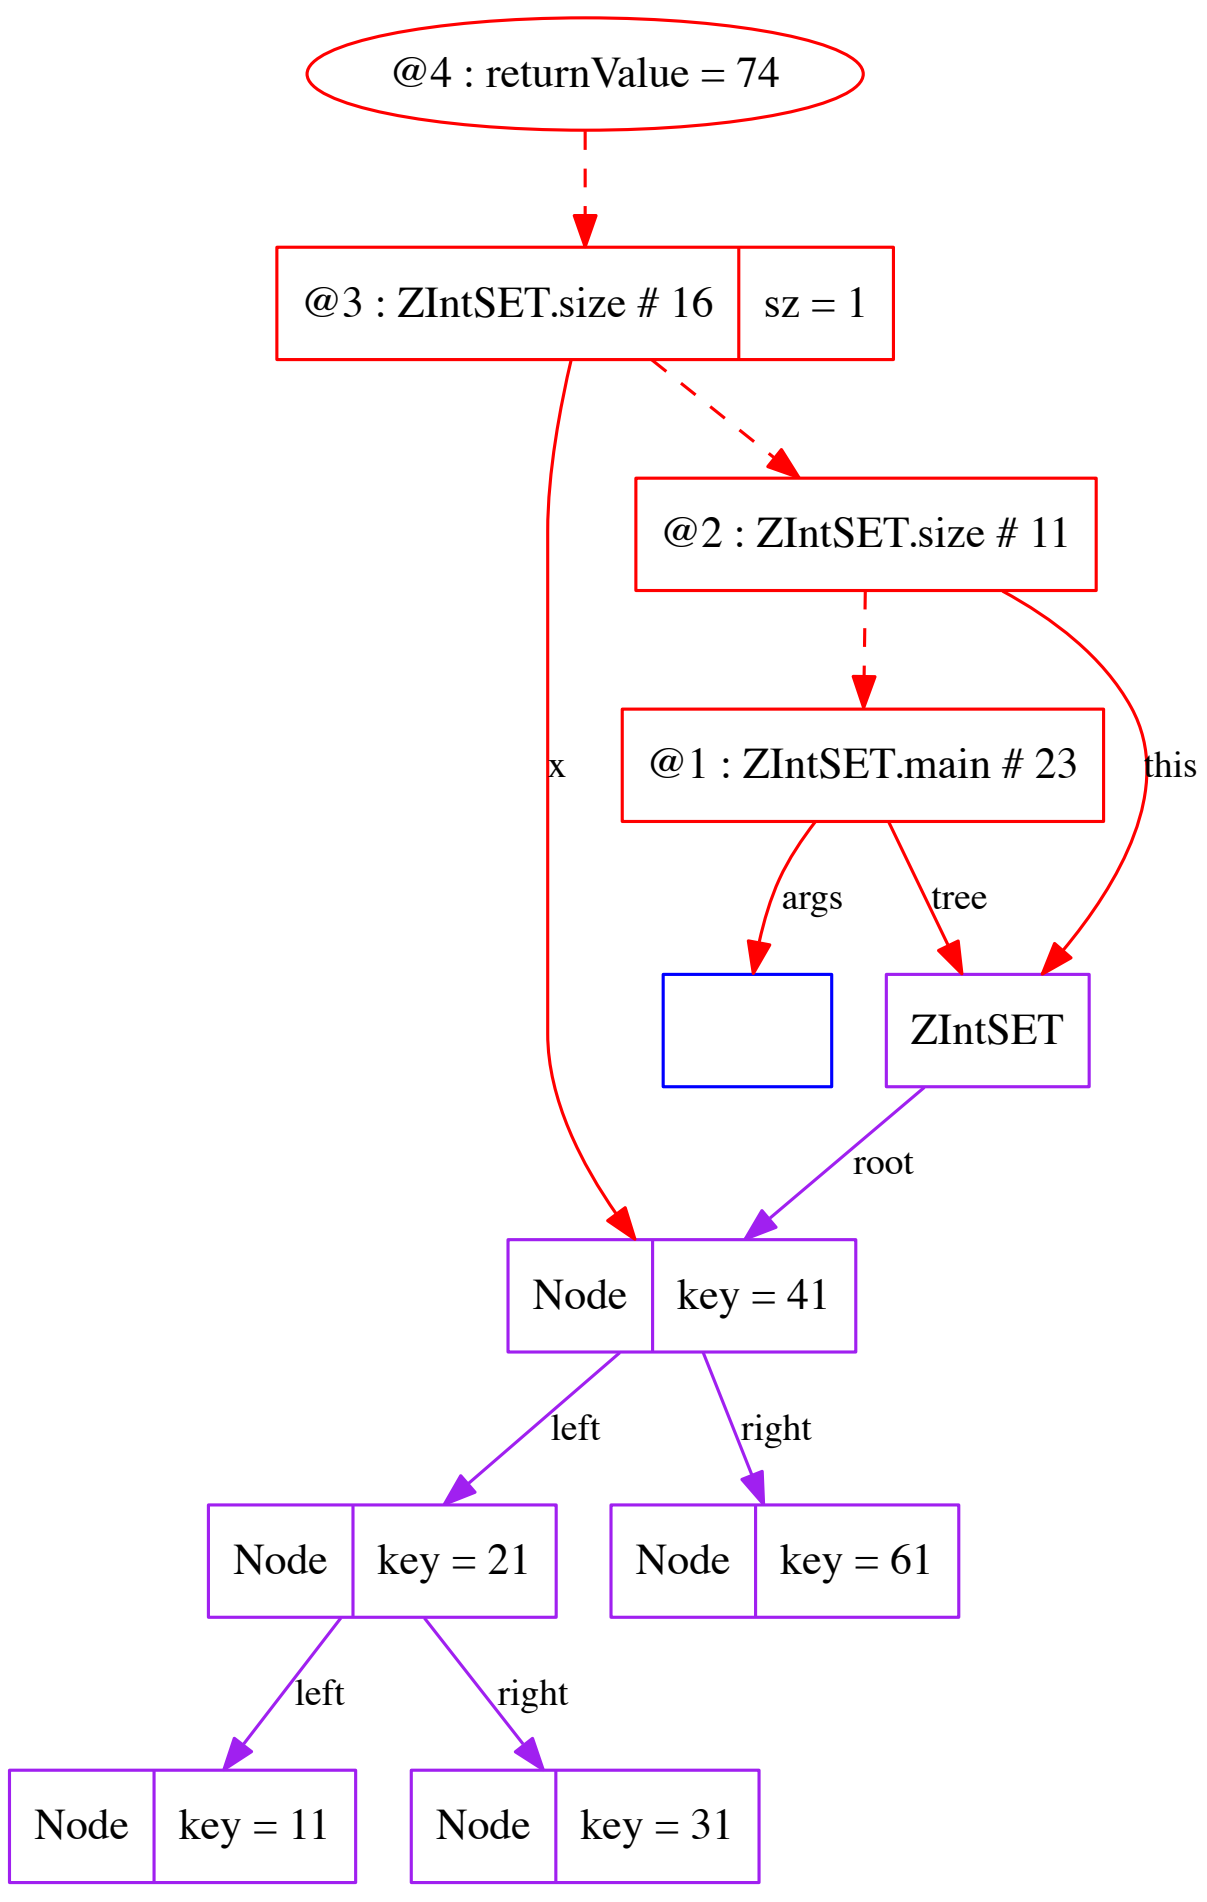 @4 : returnValue = 74
@3 : ZIntSET.size # 16
sz = 1
@2 : ZIntSET.size # 11
@1 : ZIntSET.main # 23
x
this
args
tree
ZIntSET
root
Node
key = 41
left
right
Node
key = 21
Node
key = 61
left
right
Node
key = 11
Node
key = 31